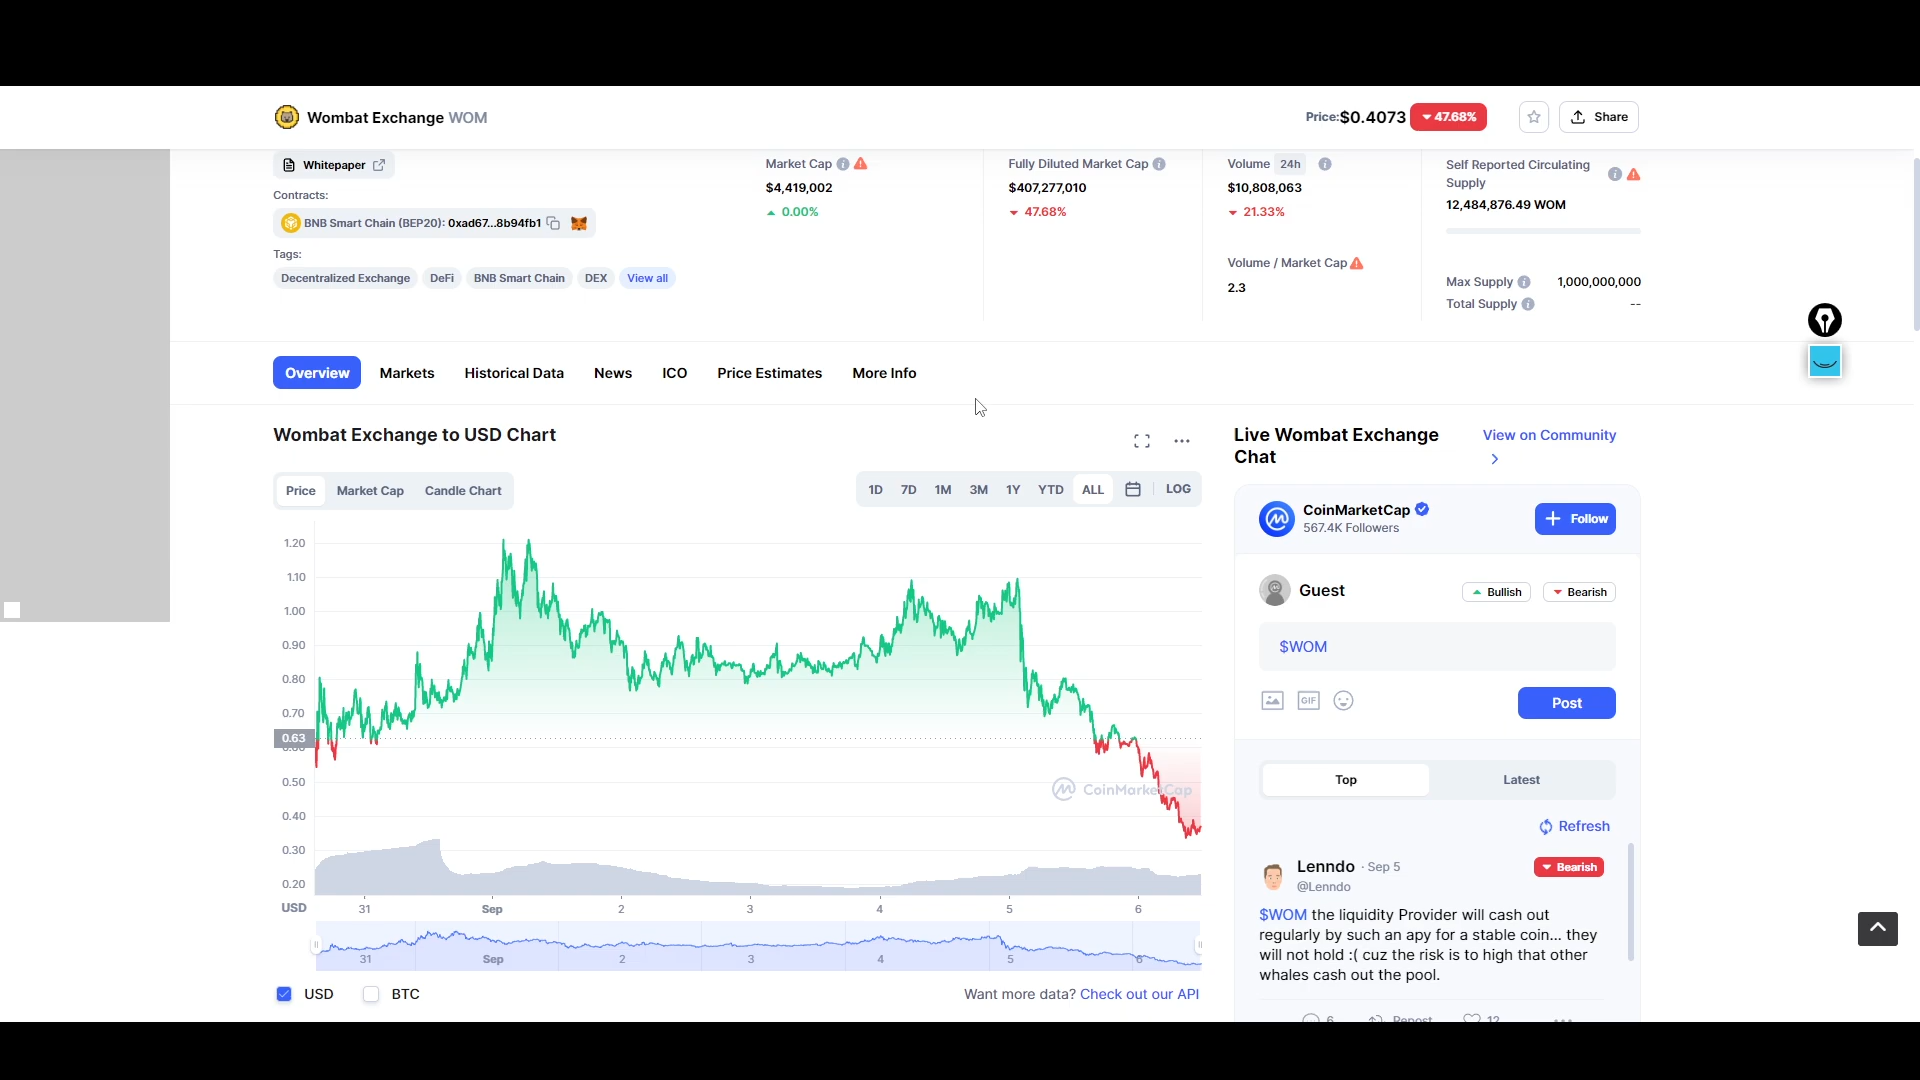 Wombat Exchange WOM
Price:$0.4073 47.68%
Share
Whitepaper
Contracts:
BNB Smart Chain (BEP20): 0xad67...8b94fb1
Tags:
Decentralized Exchange DeFi BNB Smart Chain DEX View all
Market Cap
$4,419,002
0.00%
Fully Diluted Market Cap
$407,277,010
47.68%
Volume 24h
$10,808,063
21.33%
Volume / Market Cap
2.3
Self Reported Circulating
Supply
12,484,876.49 WOM
Max Supply 1,000,000,000
Total Supply --
Overview Markets Historical Data News ICO Price Estimates More Info
Wombat Exchange to USD Chart
Price Market Cap Candle Chart
1D 7D 1M 3M 1Y YTD ALL LOG
1.20
1.10
1.00
0.90
0.80
0.70
0.63
0.60
0.50
0.40
0.30
0.20
CoinMarketCap
USD 31 Sep 2 3 4 5 6
31 Sep 2 3 4 5 6
USD BTC
Want more data? Check out our API
Live Wombat Exchange
Chat
View on Community
CoinMarketCap
567.4K Followers
Follow
Guest
Bullish Bearish
$WOM
GIF
Post
Top Latest
Refresh
Lenndo · Sep 5
@Lenndo
Bearish
$WOM the liquidity Provider will cash out
regularly by such an apy for a stable coin... they
will not hold :( cuz the risk is to high that other
whales cash out the pool.
6 Repost 12